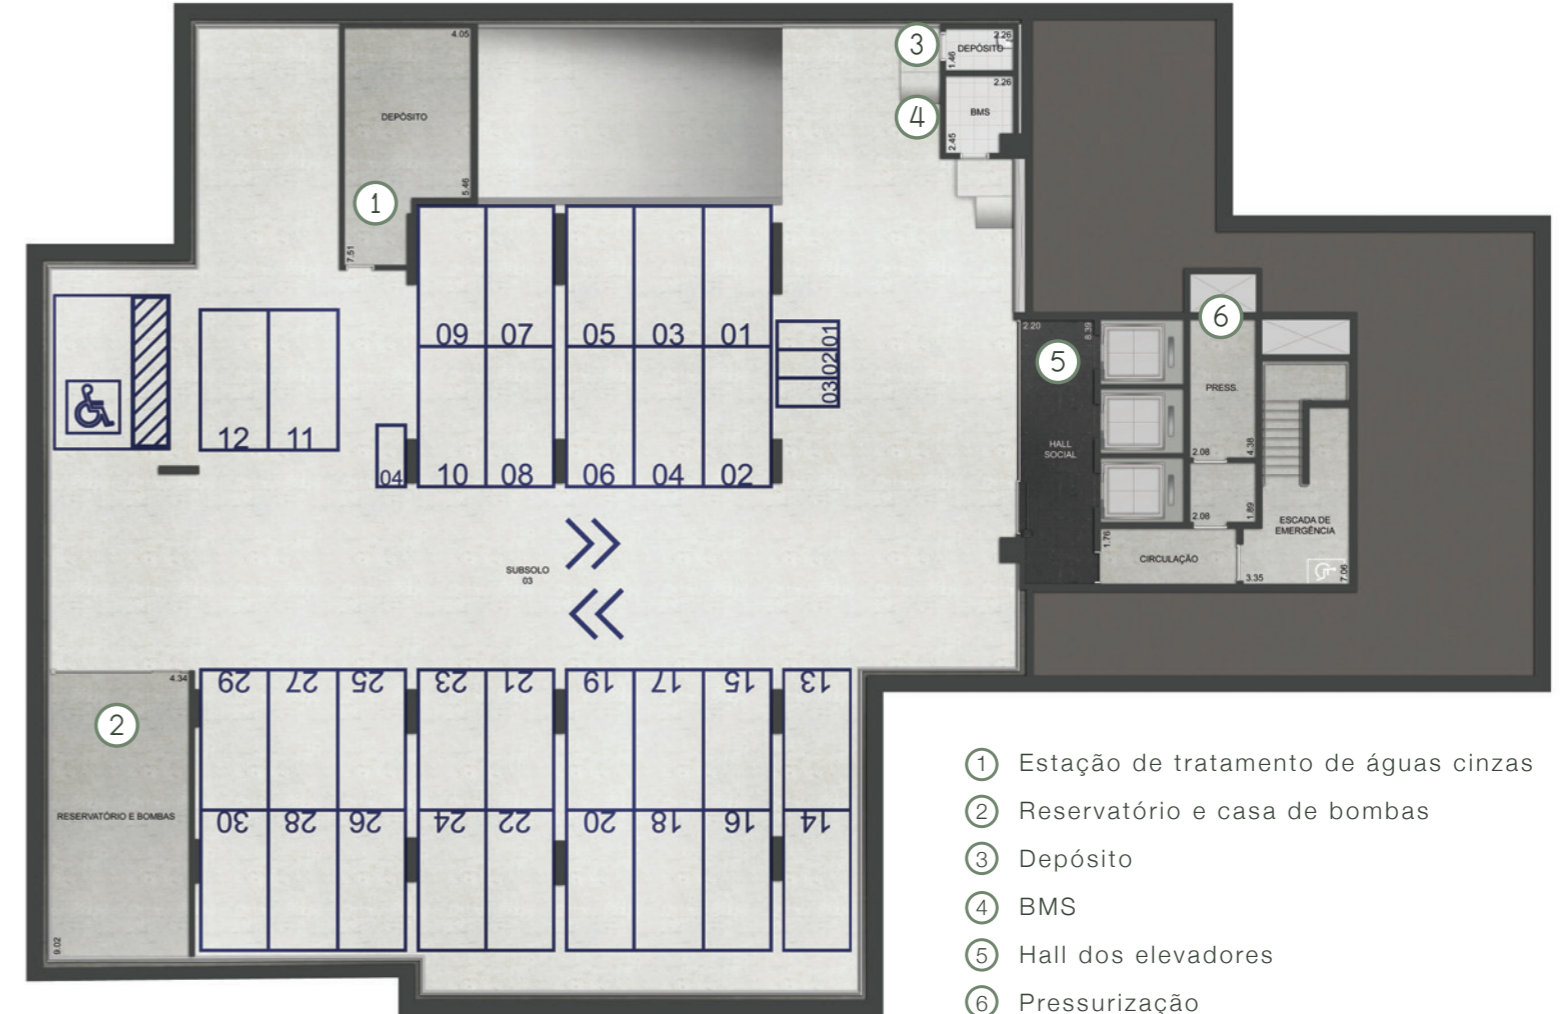 4.05
DEPÓSITO
5.46
7.51
1
3
DEPÓSITO
2.26
1.46
4
BMS
2.26
2.45
09 07 05 03 01
01
02
03
12 11
04
10 08 06 04 02
2.20
8.39
5
HALL
SOCIAL
6
PRESS.
2.08
4.38
2.08
1.89
ESCADA DE
EMERGÊNCIA
7.06
1.76
CIRCULAÇÃO
3.35
SUBSOLO
03
4.34
2
RESERVATÓRIO E BOMBAS
9.02
29 27 25 23 21 19 17 15 13
30 28 26 24 22 20 18 16 14
1 Estação de tratamento de águas cinzas
2 Reservatório e casa de bombas
3 Depósito
4 BMS
5 Hall dos elevadores
6 Pressurização